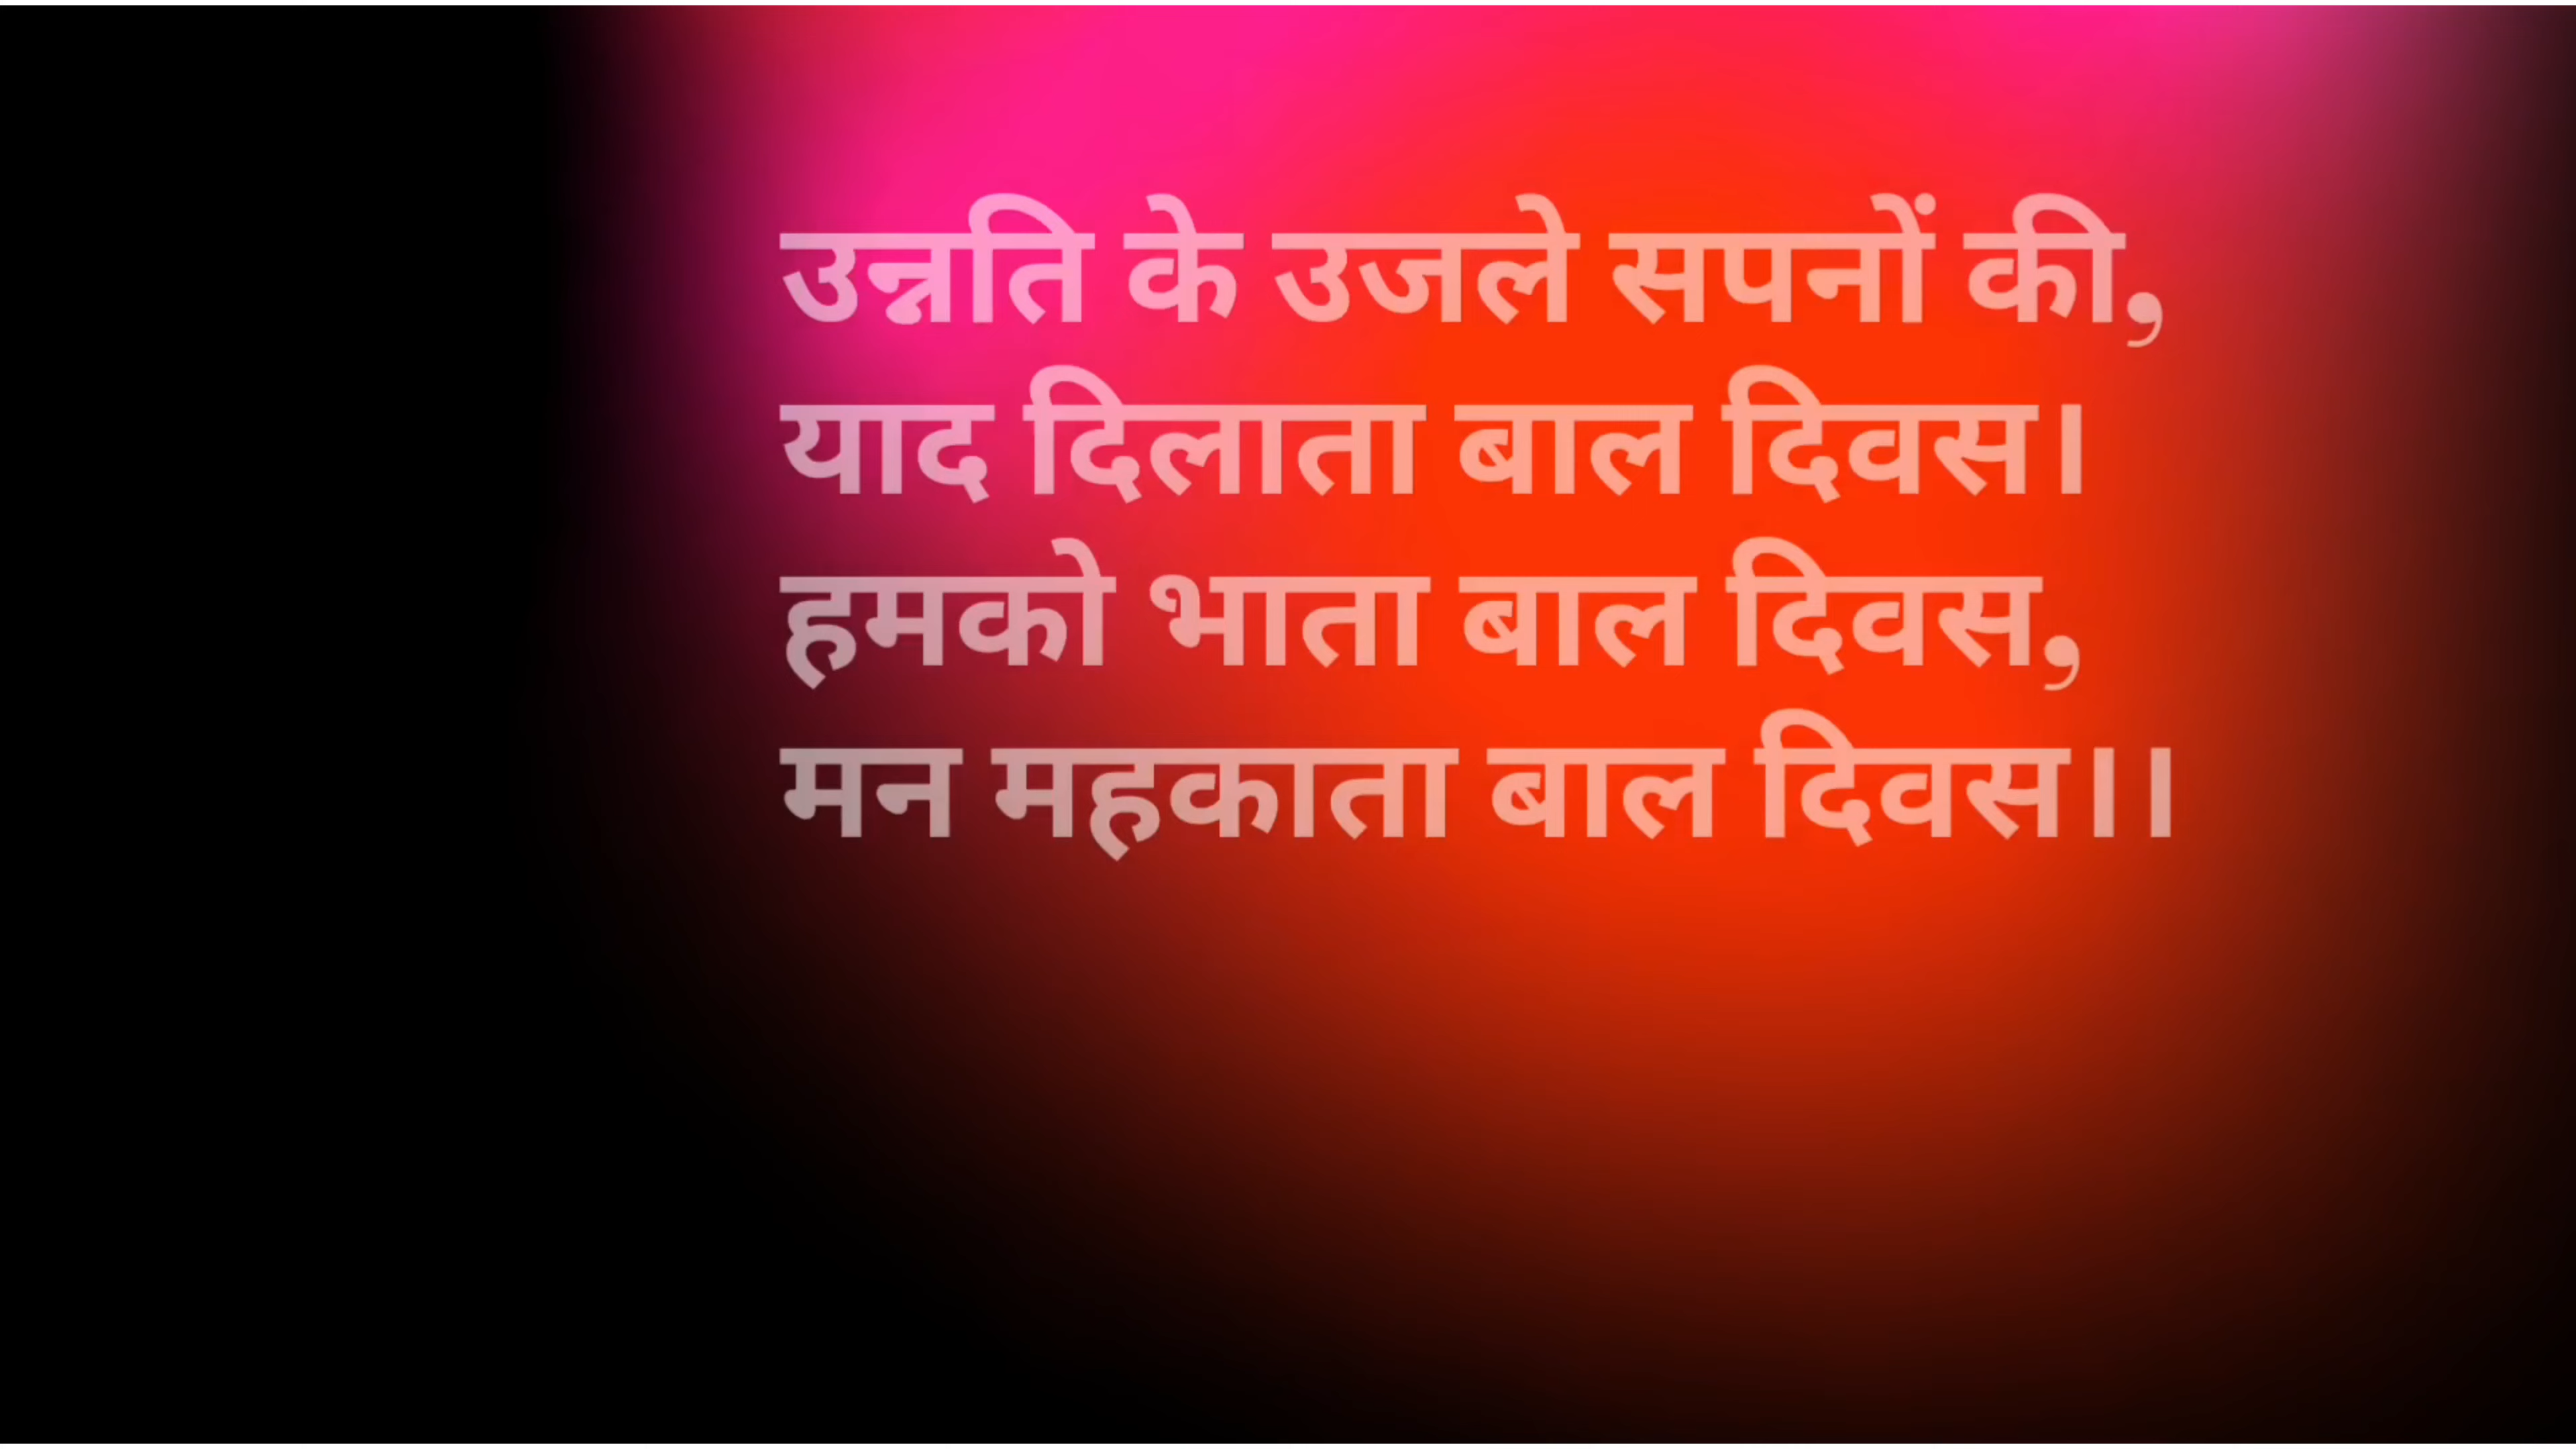 उन्नति के उजले सपनों की,
याद दिलाता बाल दिवस।
हमको भाता बाल दिवस,
मन महकाता बाल दिवस।।